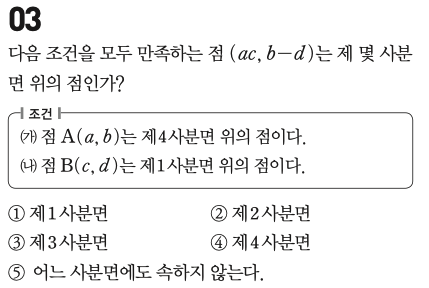 03
다음 조건을 모두 만족하는 점 (ac, b-d)는 제 몇 사분
면 위의 점인가?
조건
㈎ 점 A(a, b)는 제4사분면 위의 점이다.
㈏ 점 B(c, d)는 제1사분면 위의 점이다.
① 제1사분면 ② 제2사분면
③ 제3사분면 ④ 제4사분면
⑤ 어느 사분면에도 속하지 않는다.